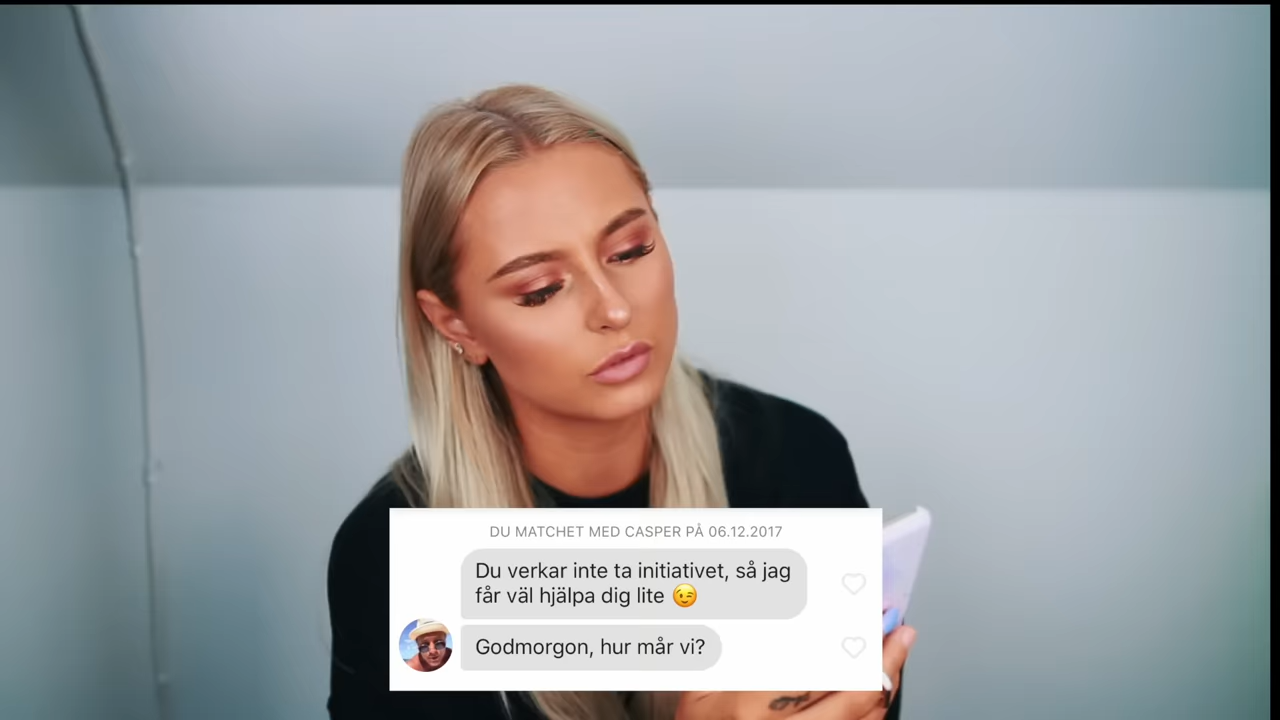 DU MATCHET MED CASPER PÅ 06.12.2017
Du verkar inte ta initiativet, så jag
får väl hjälpa dig lite 😉
Godmorgon, hur mår vi?